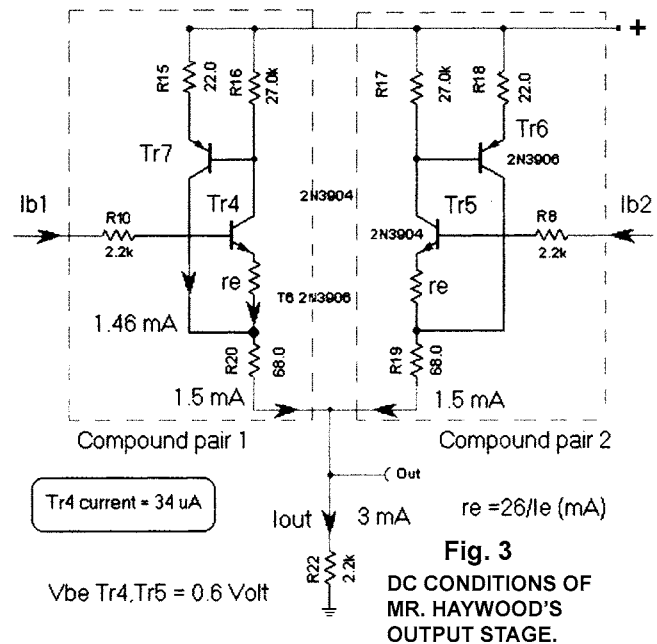 +
R15
22.0
R16
27.0k
R17
27.0k
R18
22.0
Tr7
Tr6
2N3906
Ib1
R10
2.2k
Tr4
2N3904
Tr5
2N3904
R8
2.2k
Ib2
re
T6 2N3906
re
1.46 mA
R20
68.0
R19
68.0
1.5 mA
1.5 mA
Compound pair 1
Compound pair 2
Out
Tr4 current = 34 uA
Iout
3 mA
re =26/Ie (mA)
R22
2.2k
Vbe Tr4,Tr5 = 0.6 Volt
Fig. 3
DC CONDITIONS OF
MR. HAYWOOD'S
OUTPUT STAGE.